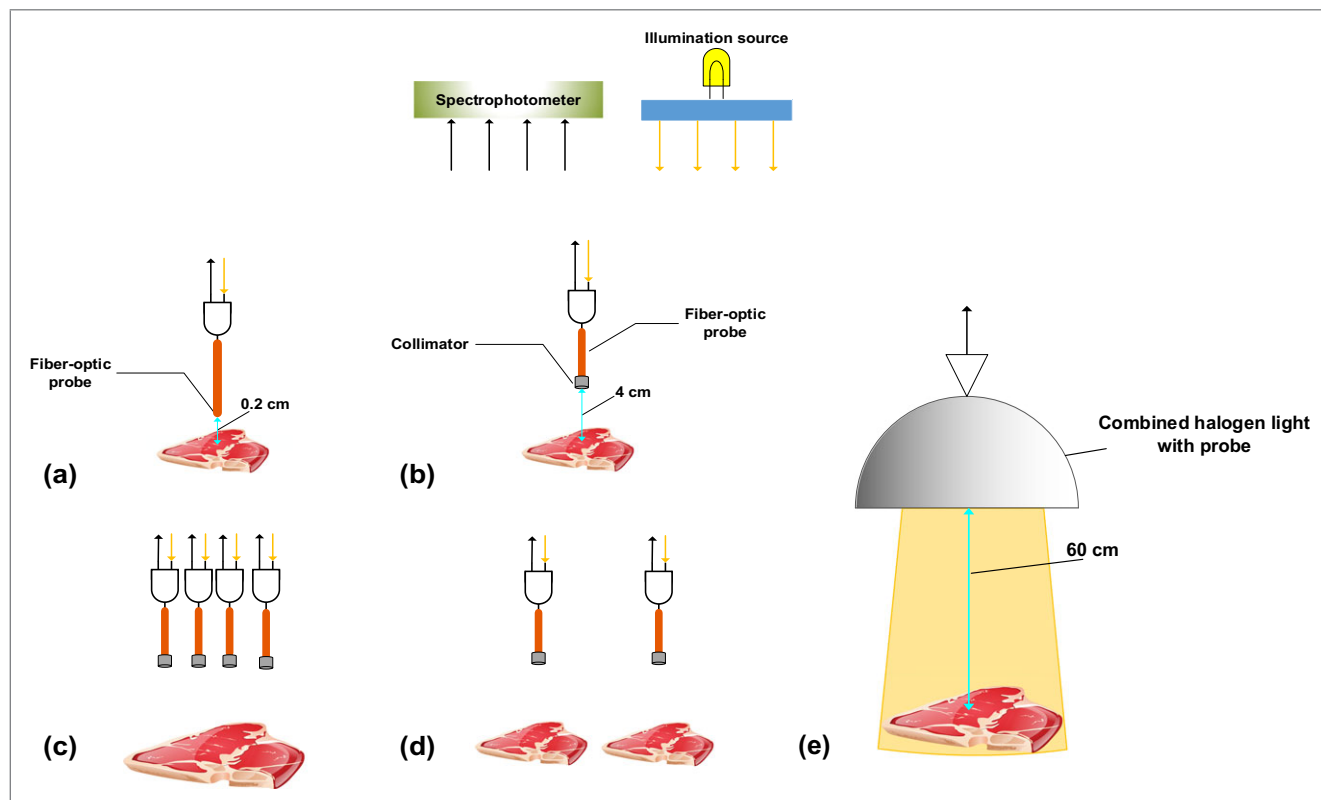 Illumination source
Spectrophotometer
Fiber-optic
probe
0.2 cm
(a)
Collimator
Fiber-optic
probe
4 cm
(b)
Combined halogen light
with probe
60 cm
(c)
(d)
(e)